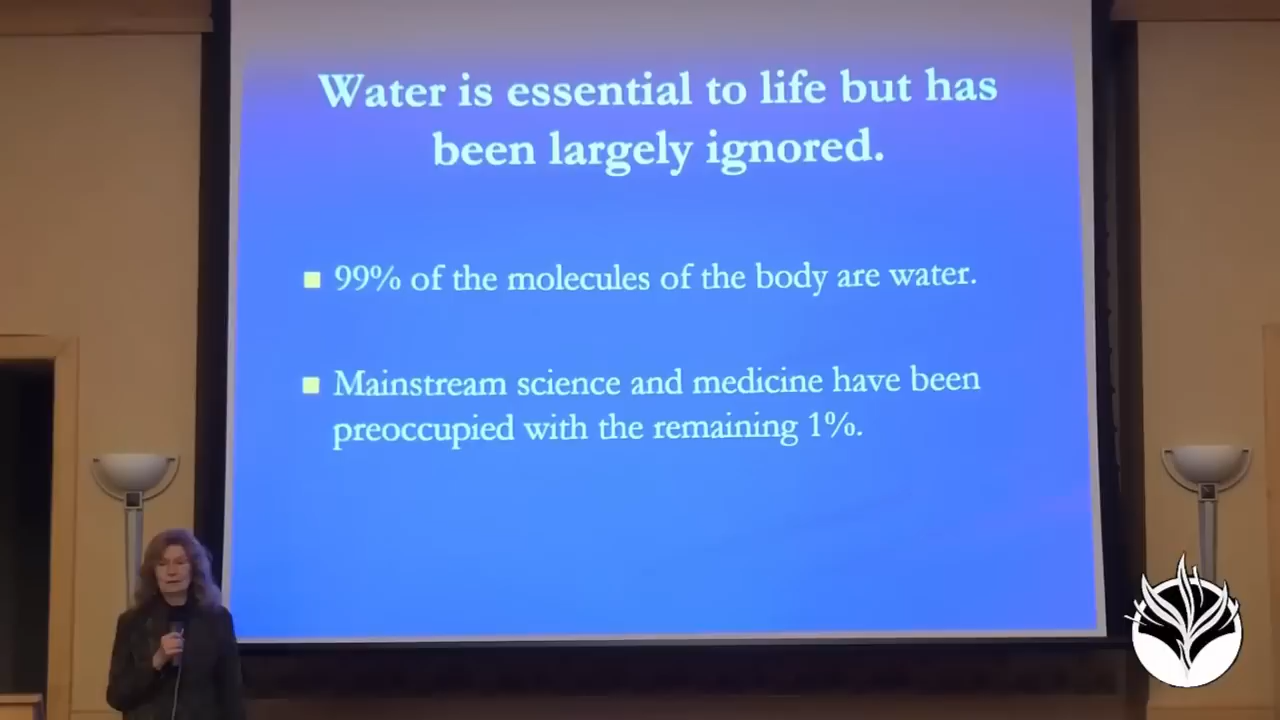 Water is essential to life but has
been largely ignored.
99% of the molecules of the body are water.
Mainstream science and medicine have been
preoccupied with the remaining 1%.